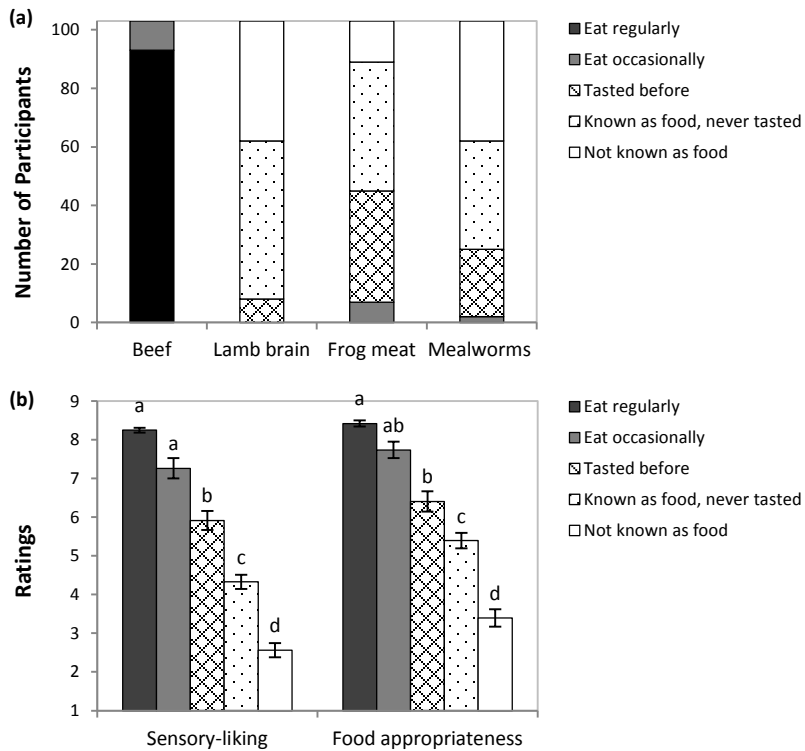 (a)
Number of Participants
100
80
60
40
20
0
Beef
Lamb brain
Frog meat
Mealworms
Eat regularly
Eat occasionally
Tasted before
Known as food, never tasted
Not known as food
(b)
Ratings
9
8
7
6
5
4
3
2
1
a
a
b
c
d
a
ab
b
c
d
Sensory-liking
Food appropriateness
Eat regularly
Eat occasionally
Tasted before
Known as food, never tasted
Not known as food